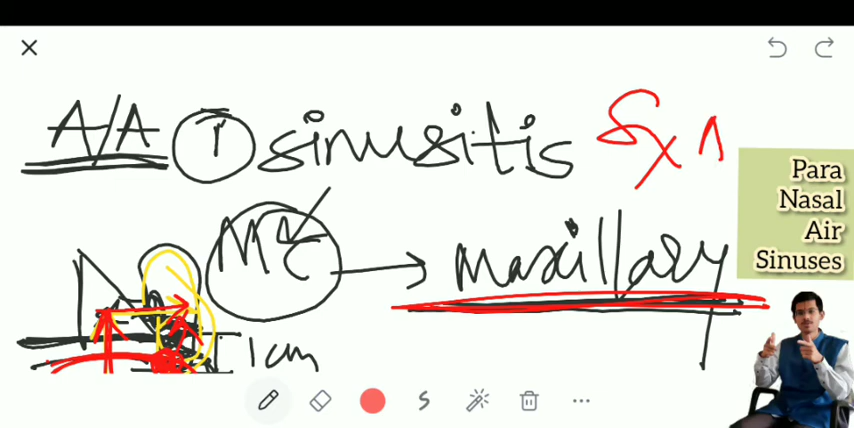 A/A ① sinusitis Sx
MC → Maxillary
1cm
Para
Nasal
Air
Sinuses